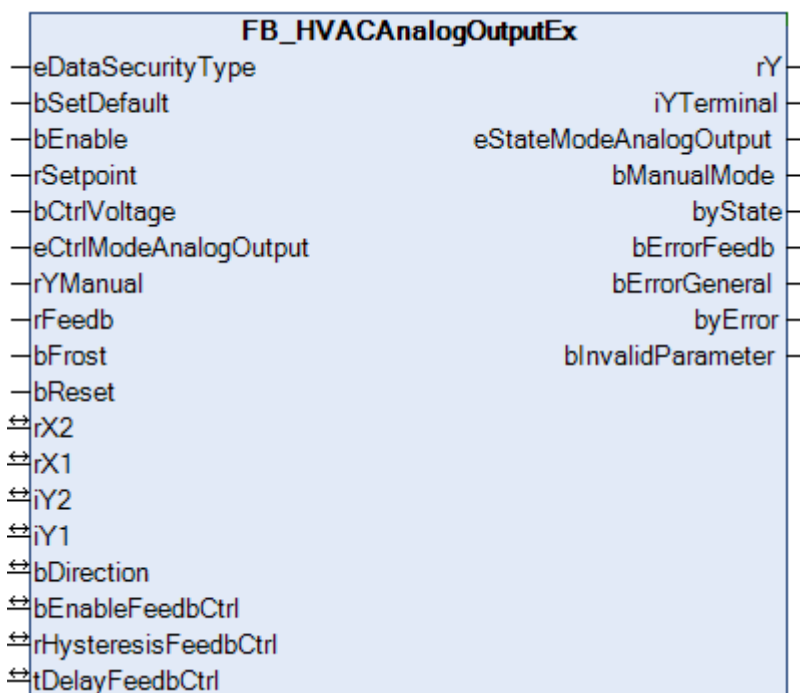 FB_HVACAnalogOutputEx
eDataSecurityType rY
bSetDefault iYTerminal
bEnable eStateModeAnalogOutput
rSetpoint bManualMode
bCtrlVoltage byState
eCtrlModeAnalogOutput bErrorFeedb
rYManual bErrorGeneral
rFeedb byError
bFrost bInvalidParameter
bReset
rX2
rX1
iY2
iY1
bDirection
bEnableFeedbCtrl
rHysteresisFeedbCtrl
tDelayFeedbCtrl